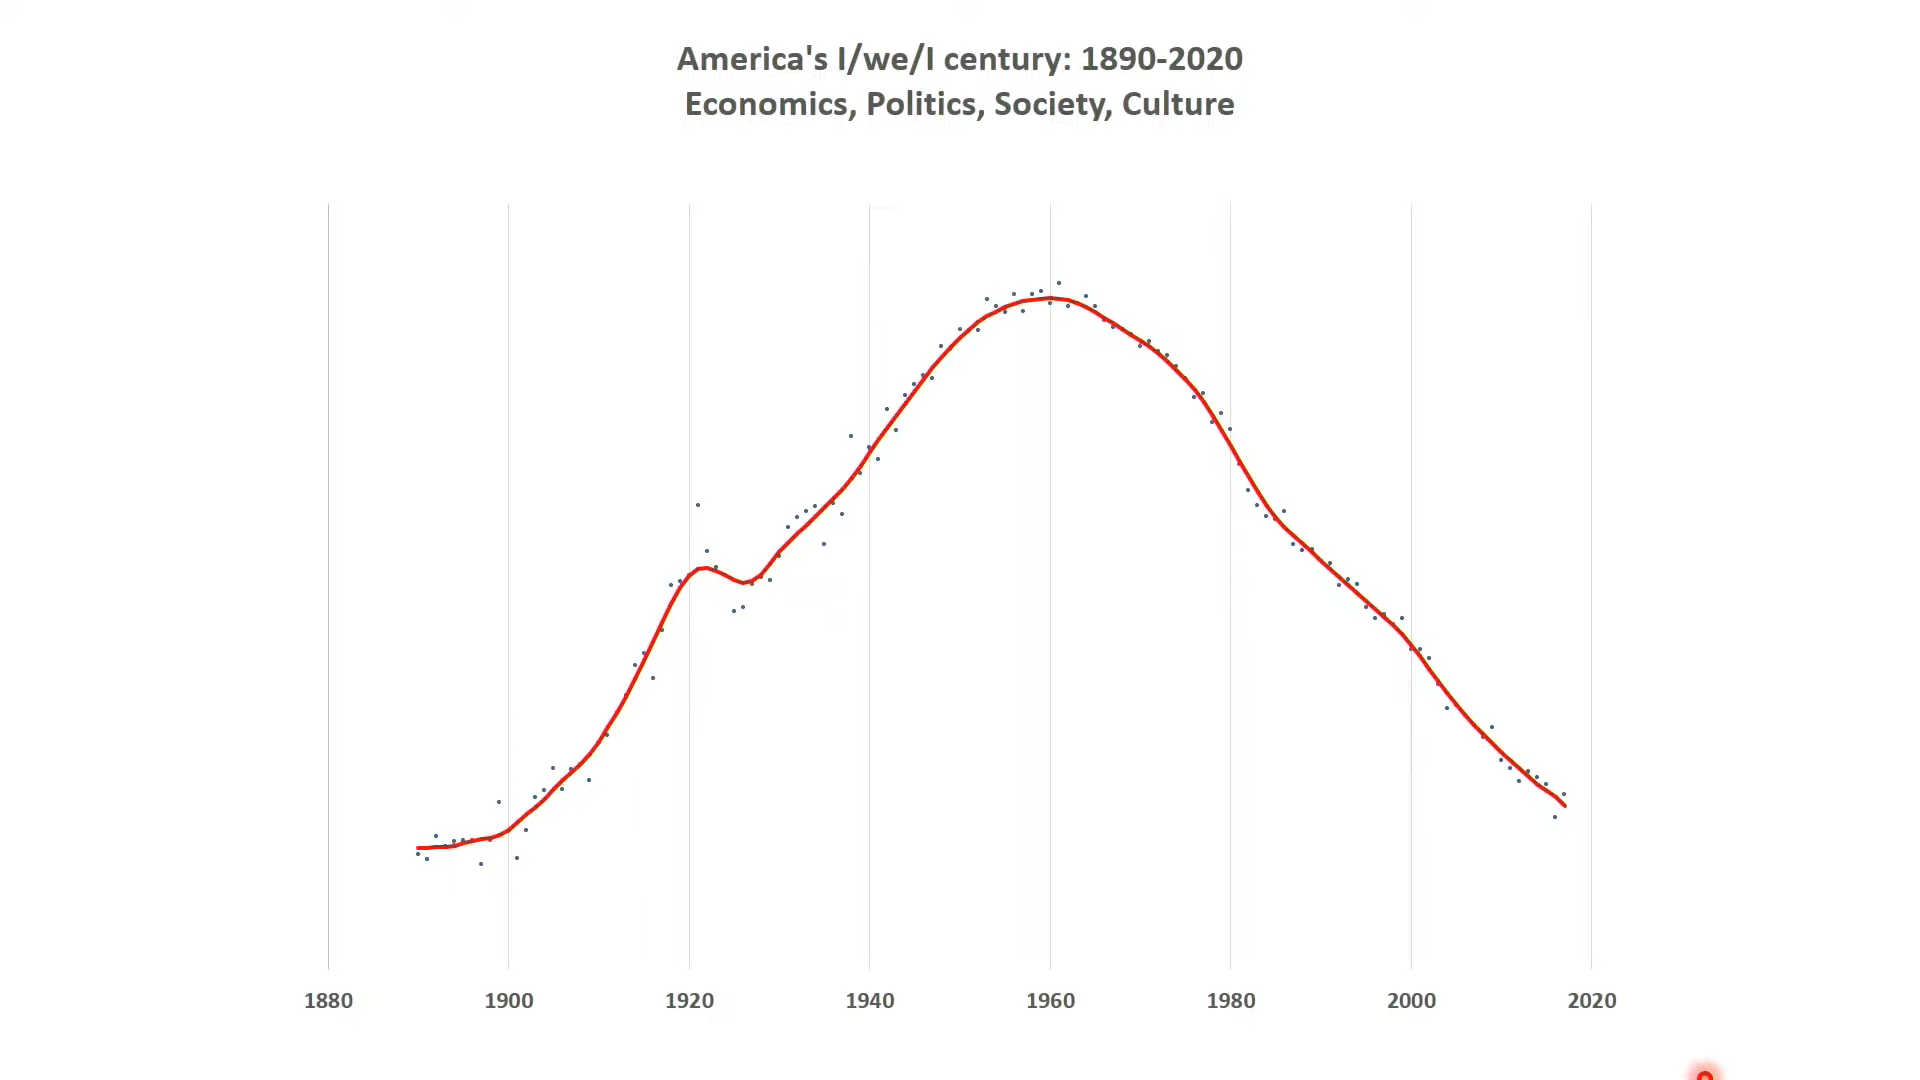 America's I/we/I century: 1890-2020
Economics, Politics, Society, Culture
1880 1900 1920 1940 1960 1980 2000 2020